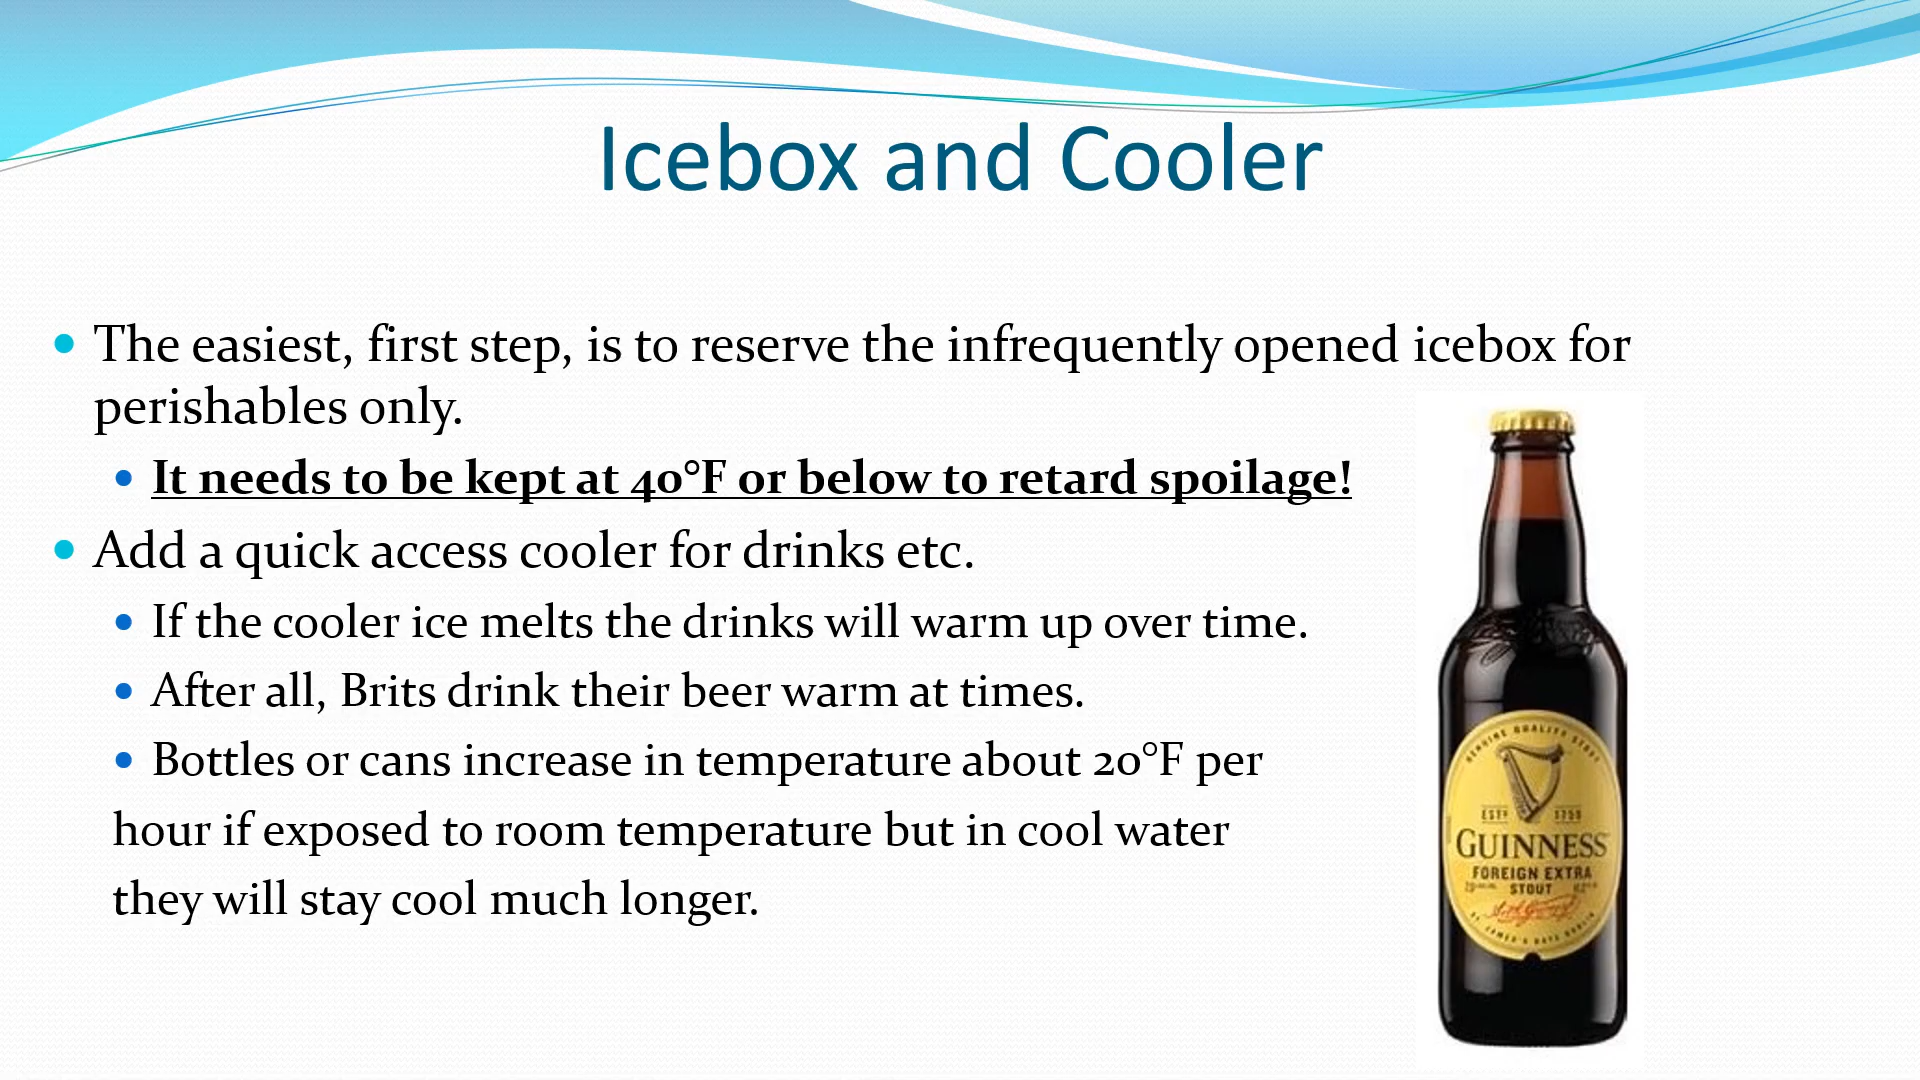 Icebox and Cooler
• The easiest, first step, is to reserve the infrequently opened icebox for
perishables only.
• It needs to be kept at 40°F or below to retard spoilage!
• Add a quick access cooler for drinks etc.
• If the cooler ice melts the drinks will warm up over time.
• After all, Brits drink their beer warm at times.
• Bottles or cans increase in temperature about 20°F per
hour if exposed to room temperature but in cool water
they will stay cool much longer.
ESTD 1759
GUINNESS
FOREIGN EXTRA
STOUT